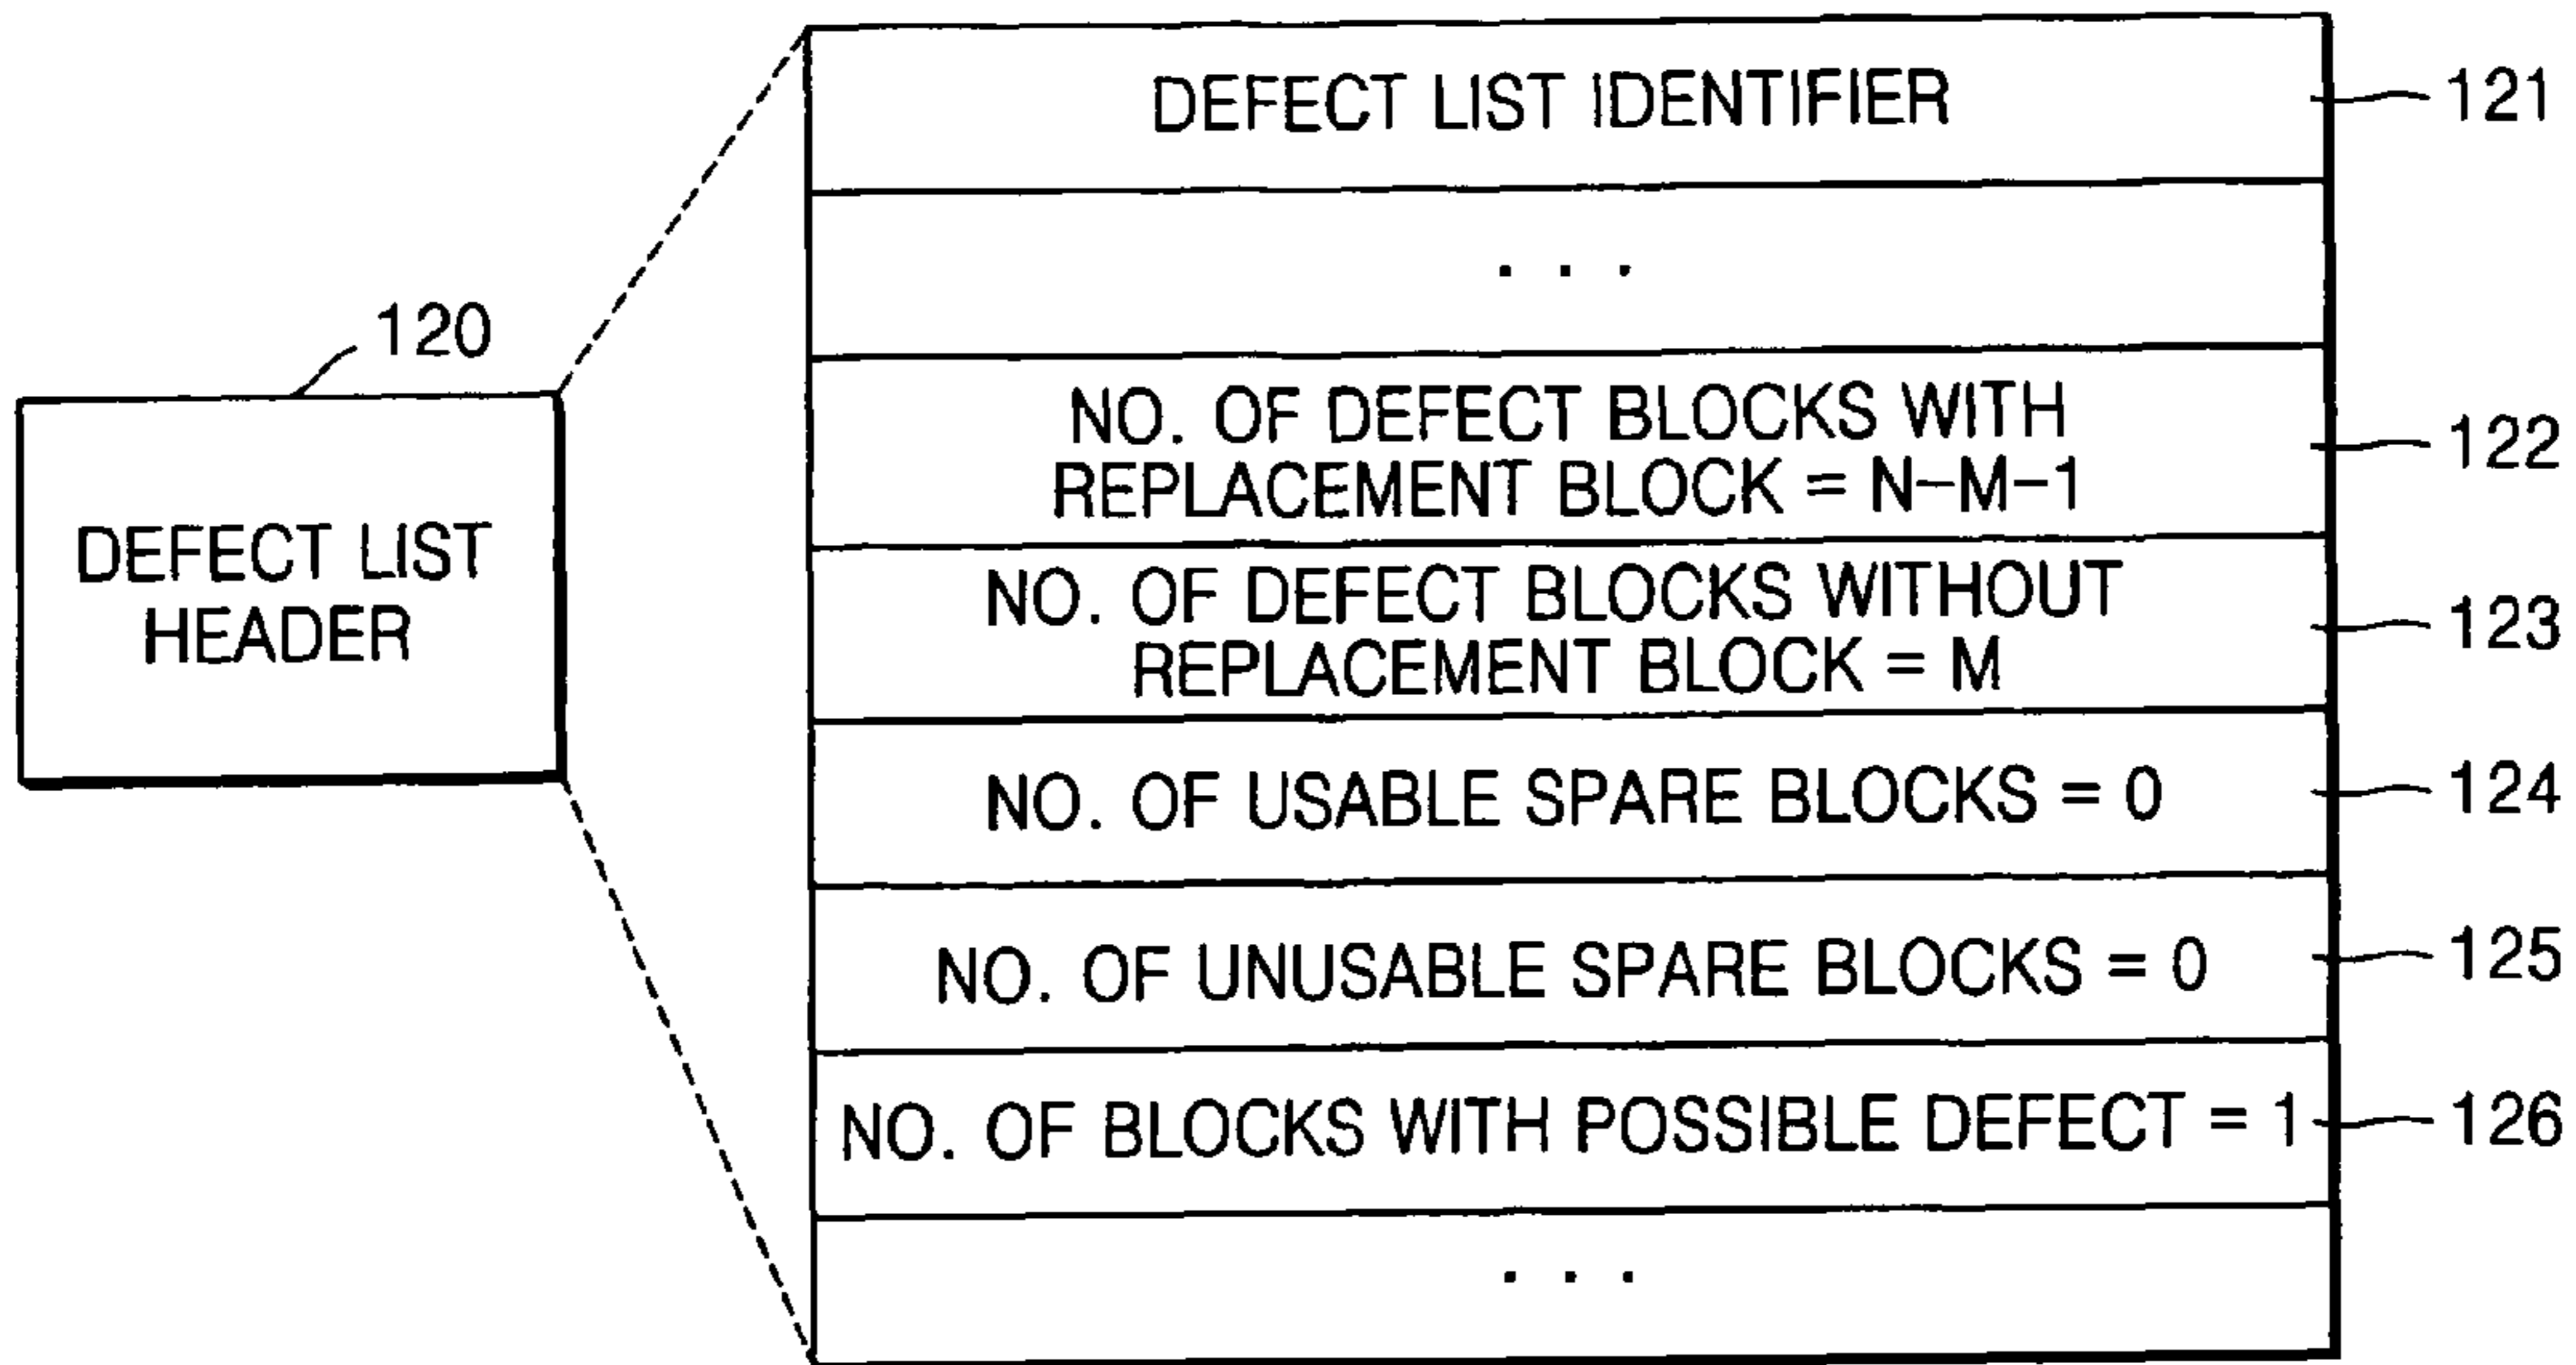 120
DEFECT LIST
HEADER
DEFECT LIST IDENTIFIER
121
. . .
NO. OF DEFECT BLOCKS WITH
REPLACEMENT BLOCK = N-M-1
122
NO. OF DEFECT BLOCKS WITHOUT
REPLACEMENT BLOCK = M
123
NO. OF USABLE SPARE BLOCKS = 0
124
NO. OF UNUSABLE SPARE BLOCKS = 0
125
NO. OF BLOCKS WITH POSSIBLE DEFECT = 1
126
. . .